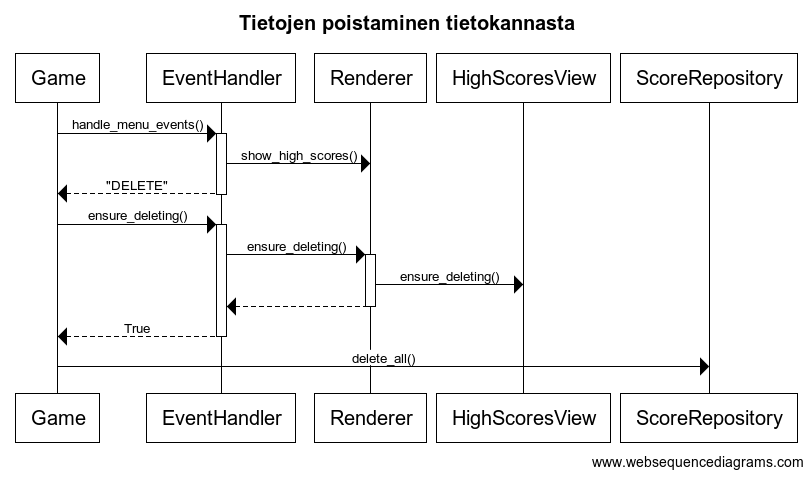 Tietojen poistaminen tietokannasta
Game EventHandler Renderer HighScoresView ScoreRepository
handle_menu_events()
show_high_scores()
"DELETE"
ensure_deleting()
ensure_deleting()
ensure_deleting()
True
delete_all()
Game EventHandler Renderer HighScoresView ScoreRepository
www.websequencediagrams.com